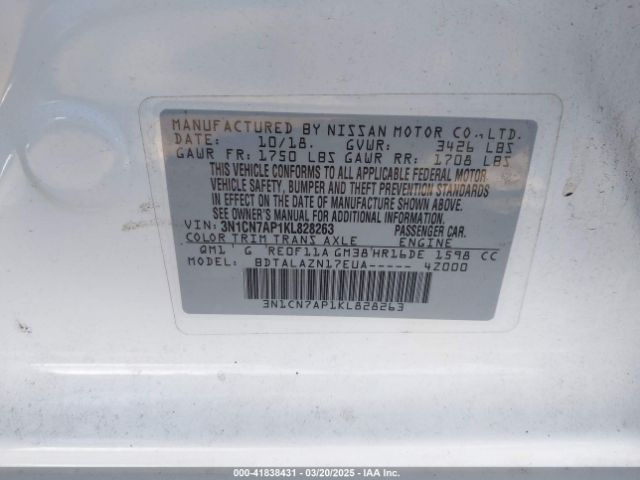 MANUFACTURED BY NISSAN MOTOR CO.,LTD.
DATE: 10/18. GVWR: 3426 LBS
GAWR FR: 1750 LBS GAWR RR: 1708 LBS
THIS VEHICLE CONFORMS TO ALL APPLICABLE FEDERAL MOTOR
VEHICLE SAFETY, BUMPER AND THEFT PREVENTION STANDARDS
IN EFFECT ON THE DATE OF MANUFACTURE SHOWN ABOVE.
SEE OWNER'S MANUAL FOR ADDITIONAL INFORMATION.
VIN: 3N1CN7AP1KL828263 PASSENGER CAR.
COLOR TRIM TRANS AXLE ENGINE
QM1 G RE0F11A GM38 HR16DE 1598 CC
MODEL: BDTALAZN17EUA----- 4Z000
3N1CN7AP1KL828263
000-41838431 - 03/20/2025 - IAA Inc.